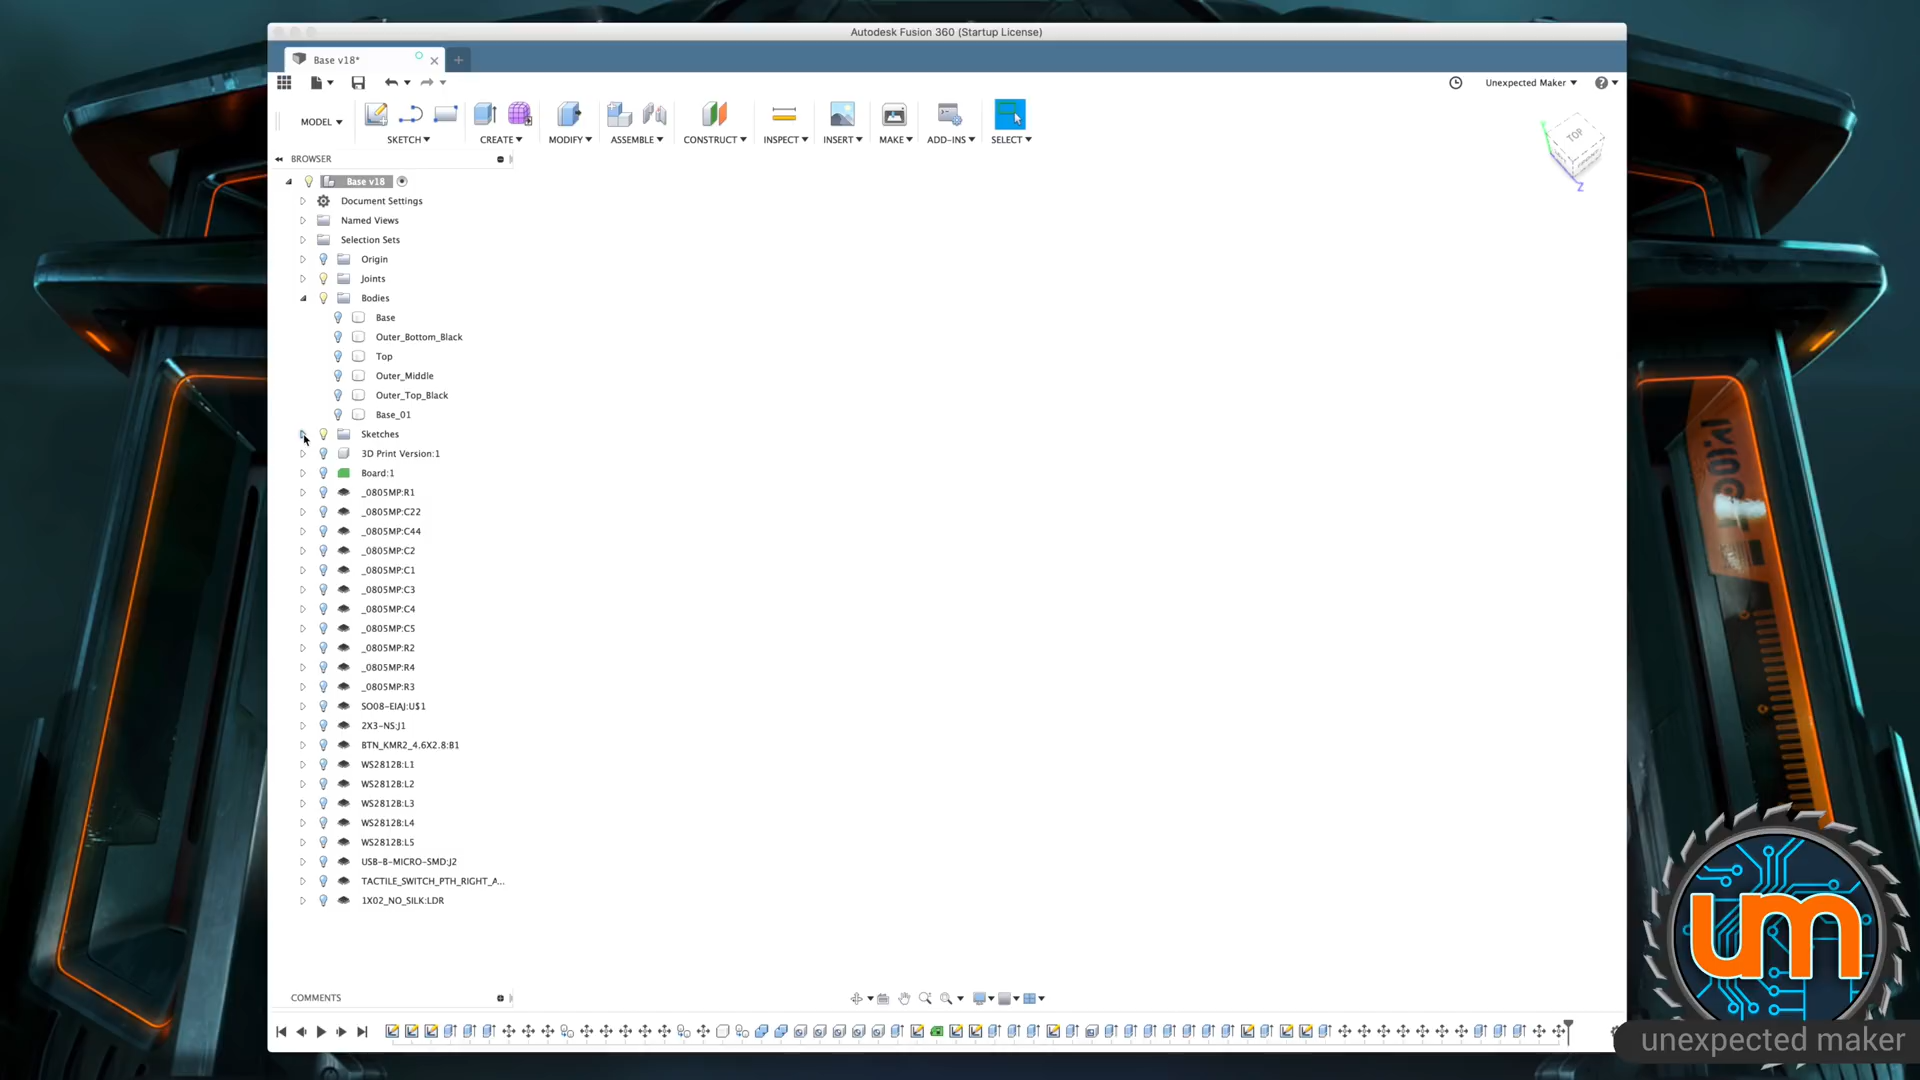 Autodesk Fusion 360 (Startup License)
Base v18*
Unexpected Maker
MODEL
SKETCH
CREATE
MODIFY
ASSEMBLE
CONSTRUCT
INSPECT
INSERT
MAKE
ADD-INS
SELECT
TOP
Z
BROWSER
Base v18
Document Settings
Named Views
Selection Sets
Origin
Joints
Bodies
Base
Outer_Bottom_Black
Top
Outer_Middle
Outer_Top_Black
Base_01
Sketches
3D Print Version:1
Board:1
_0805MP:R1
_0805MP:C22
_0805MP:C44
_0805MP:C2
_0805MP:C1
_0805MP:C3
_0805MP:C4
_0805MP:C5
_0805MP:R2
_0805MP:R4
_0805MP:R3
SO08-EIAJ:U$1
2X3-NS:J1
BTN_KMR2_4.6X2.8:B1
WS2812B:L1
WS2812B:L2
WS2812B:L3
WS2812B:L4
WS2812B:L5
USB-B-MICRO-SMD:J2
TACTILE_SWITCH_PTH_RIGHT_A...
1X02_NO_SILK:LDR
COMMENTS
um
unexpected maker